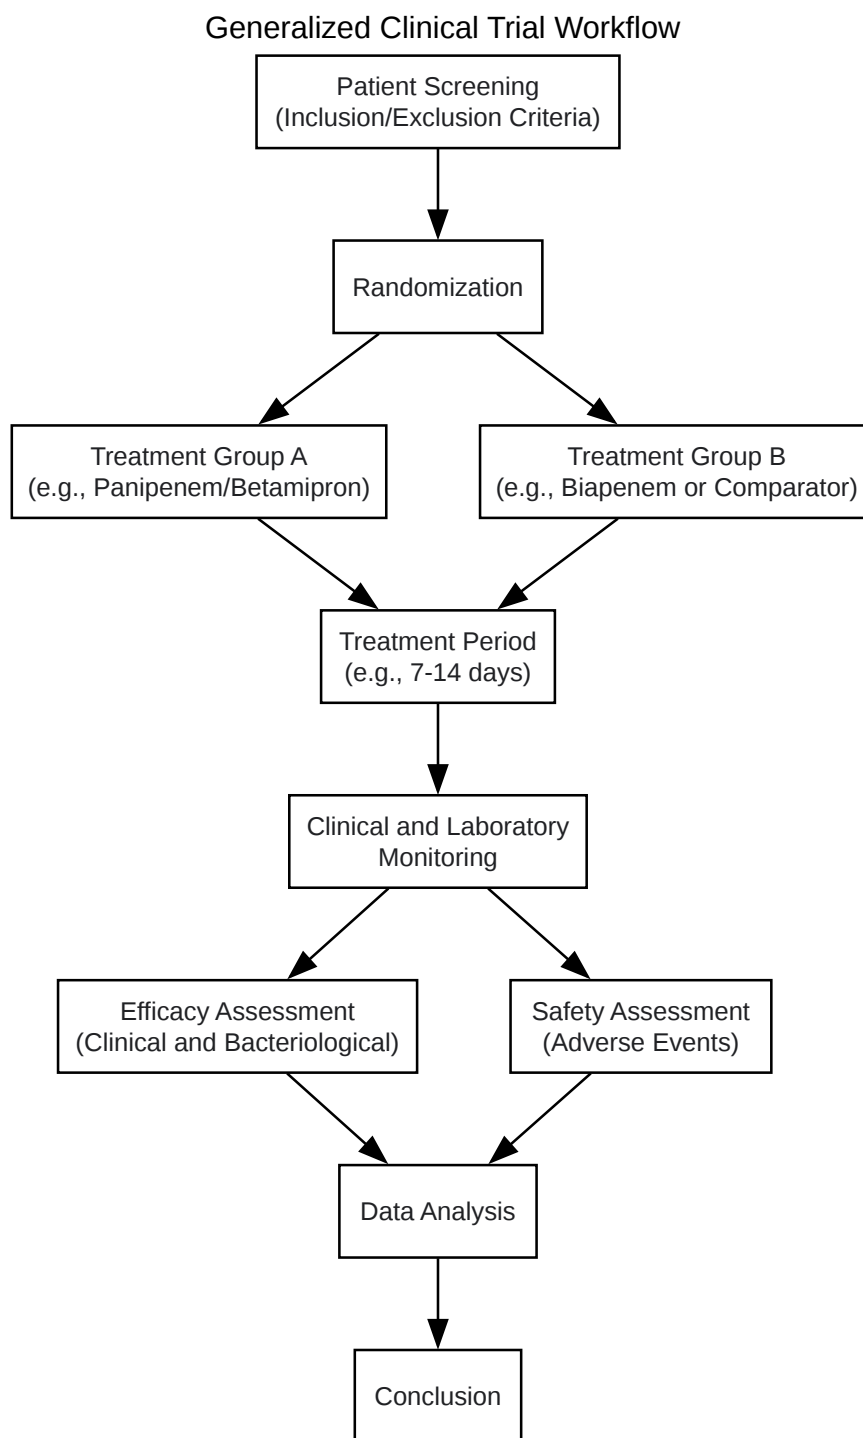 Generalized Clinical Trial Workflow
Patient Screening
(Inclusion/Exclusion Criteria)
Randomization
Treatment Group A
(e.g., Panipenem/Betamipron)
Treatment Group B
(e.g., Biapenem or Comparator)
Treatment Period
(e.g., 7-14 days)
Clinical and Laboratory
Monitoring
Efficacy Assessment
(Clinical and Bacteriological)
Safety Assessment
(Adverse Events)
Data Analysis
Conclusion